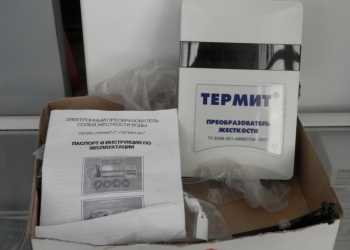 ТЕРМИТ®
ПРЕОБРАЗОВАТЕЛЬ
ЖЕСТКОСТИ
ЭЛЕКТРОННЫЙ ПРЕОБРАЗОВАТЕЛЬ
СОЛЕЙ ЖЕСТКОСТИ ВОДЫ
ПАСПОРТ И ИНСТРУКЦИЯ ПО
ЭКСПЛУАТАЦИИ